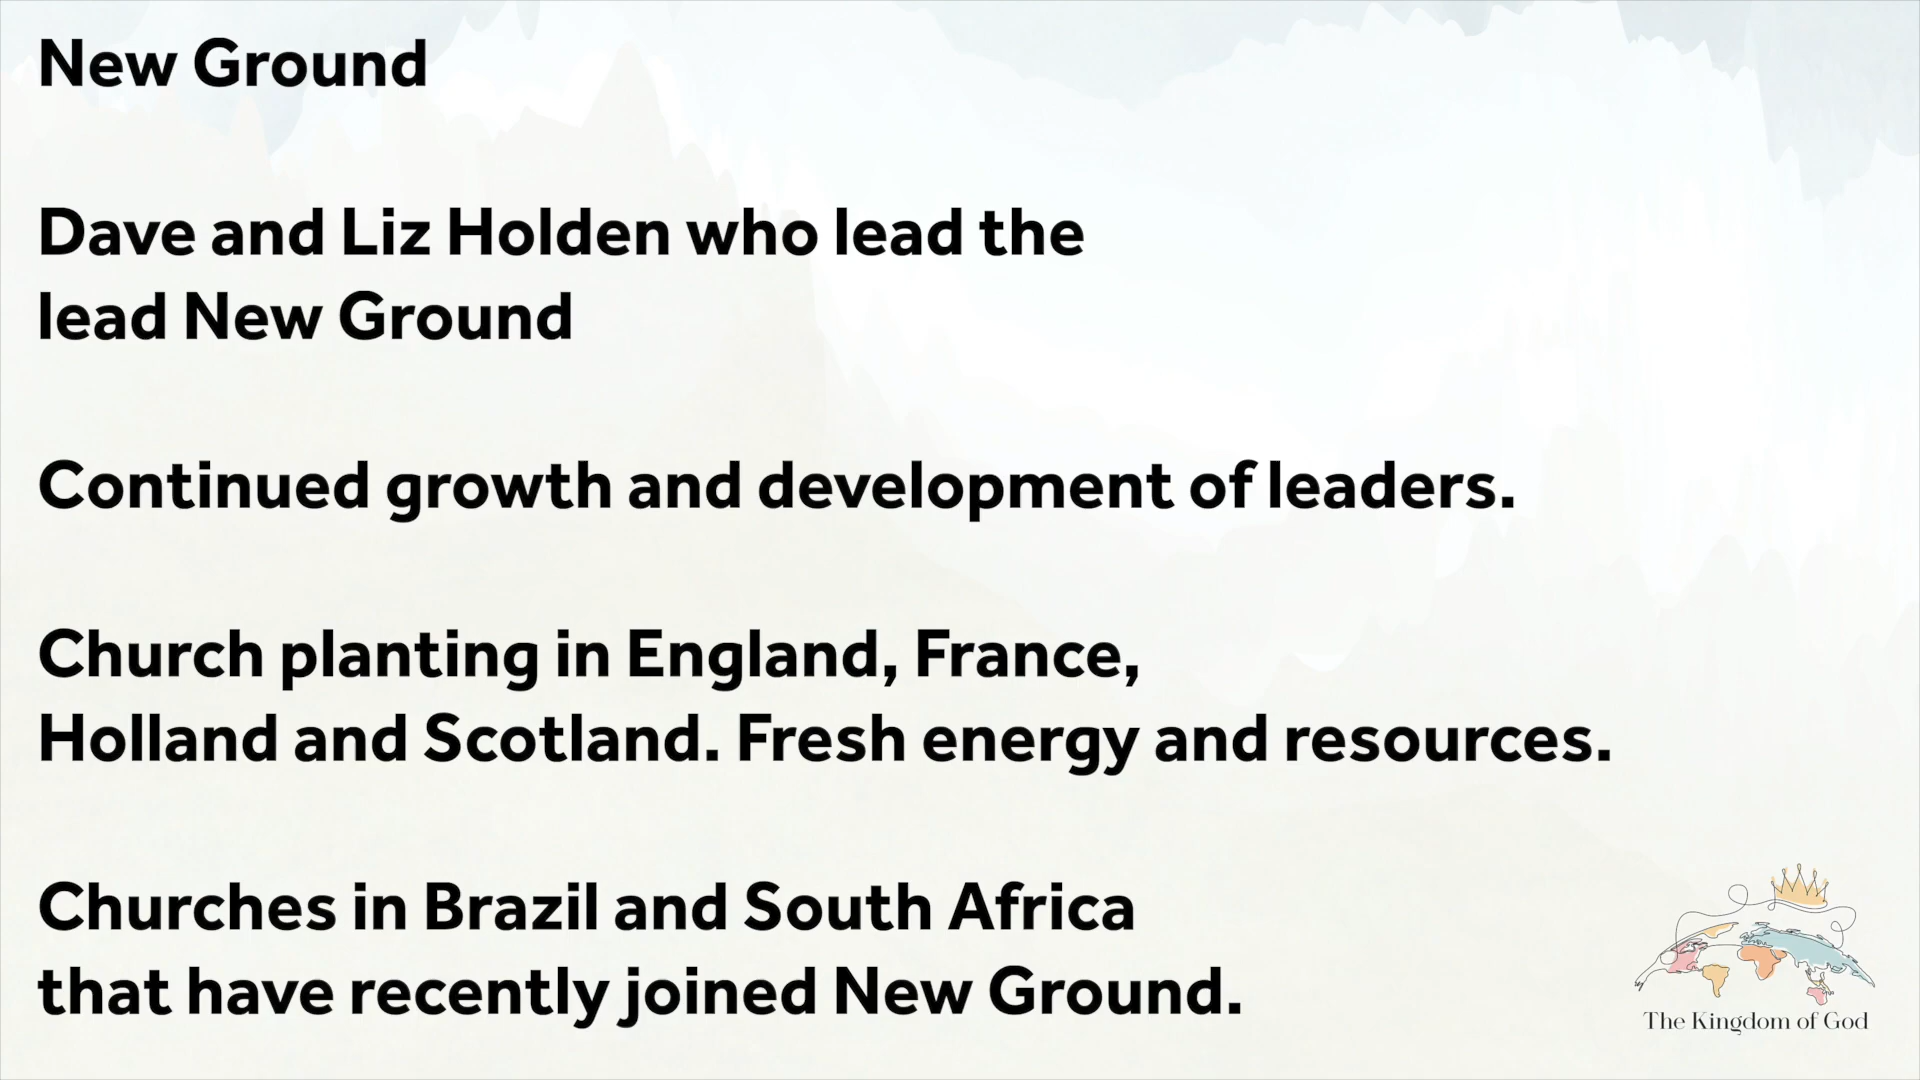 New Ground
Dave and Liz Holden who lead the
lead New Ground
Continued growth and development of leaders.
Church planting in England, France,
Holland and Scotland. Fresh energy and resources.
Churches in Brazil and South Africa
that have recently joined New Ground.
The Kingdom of God